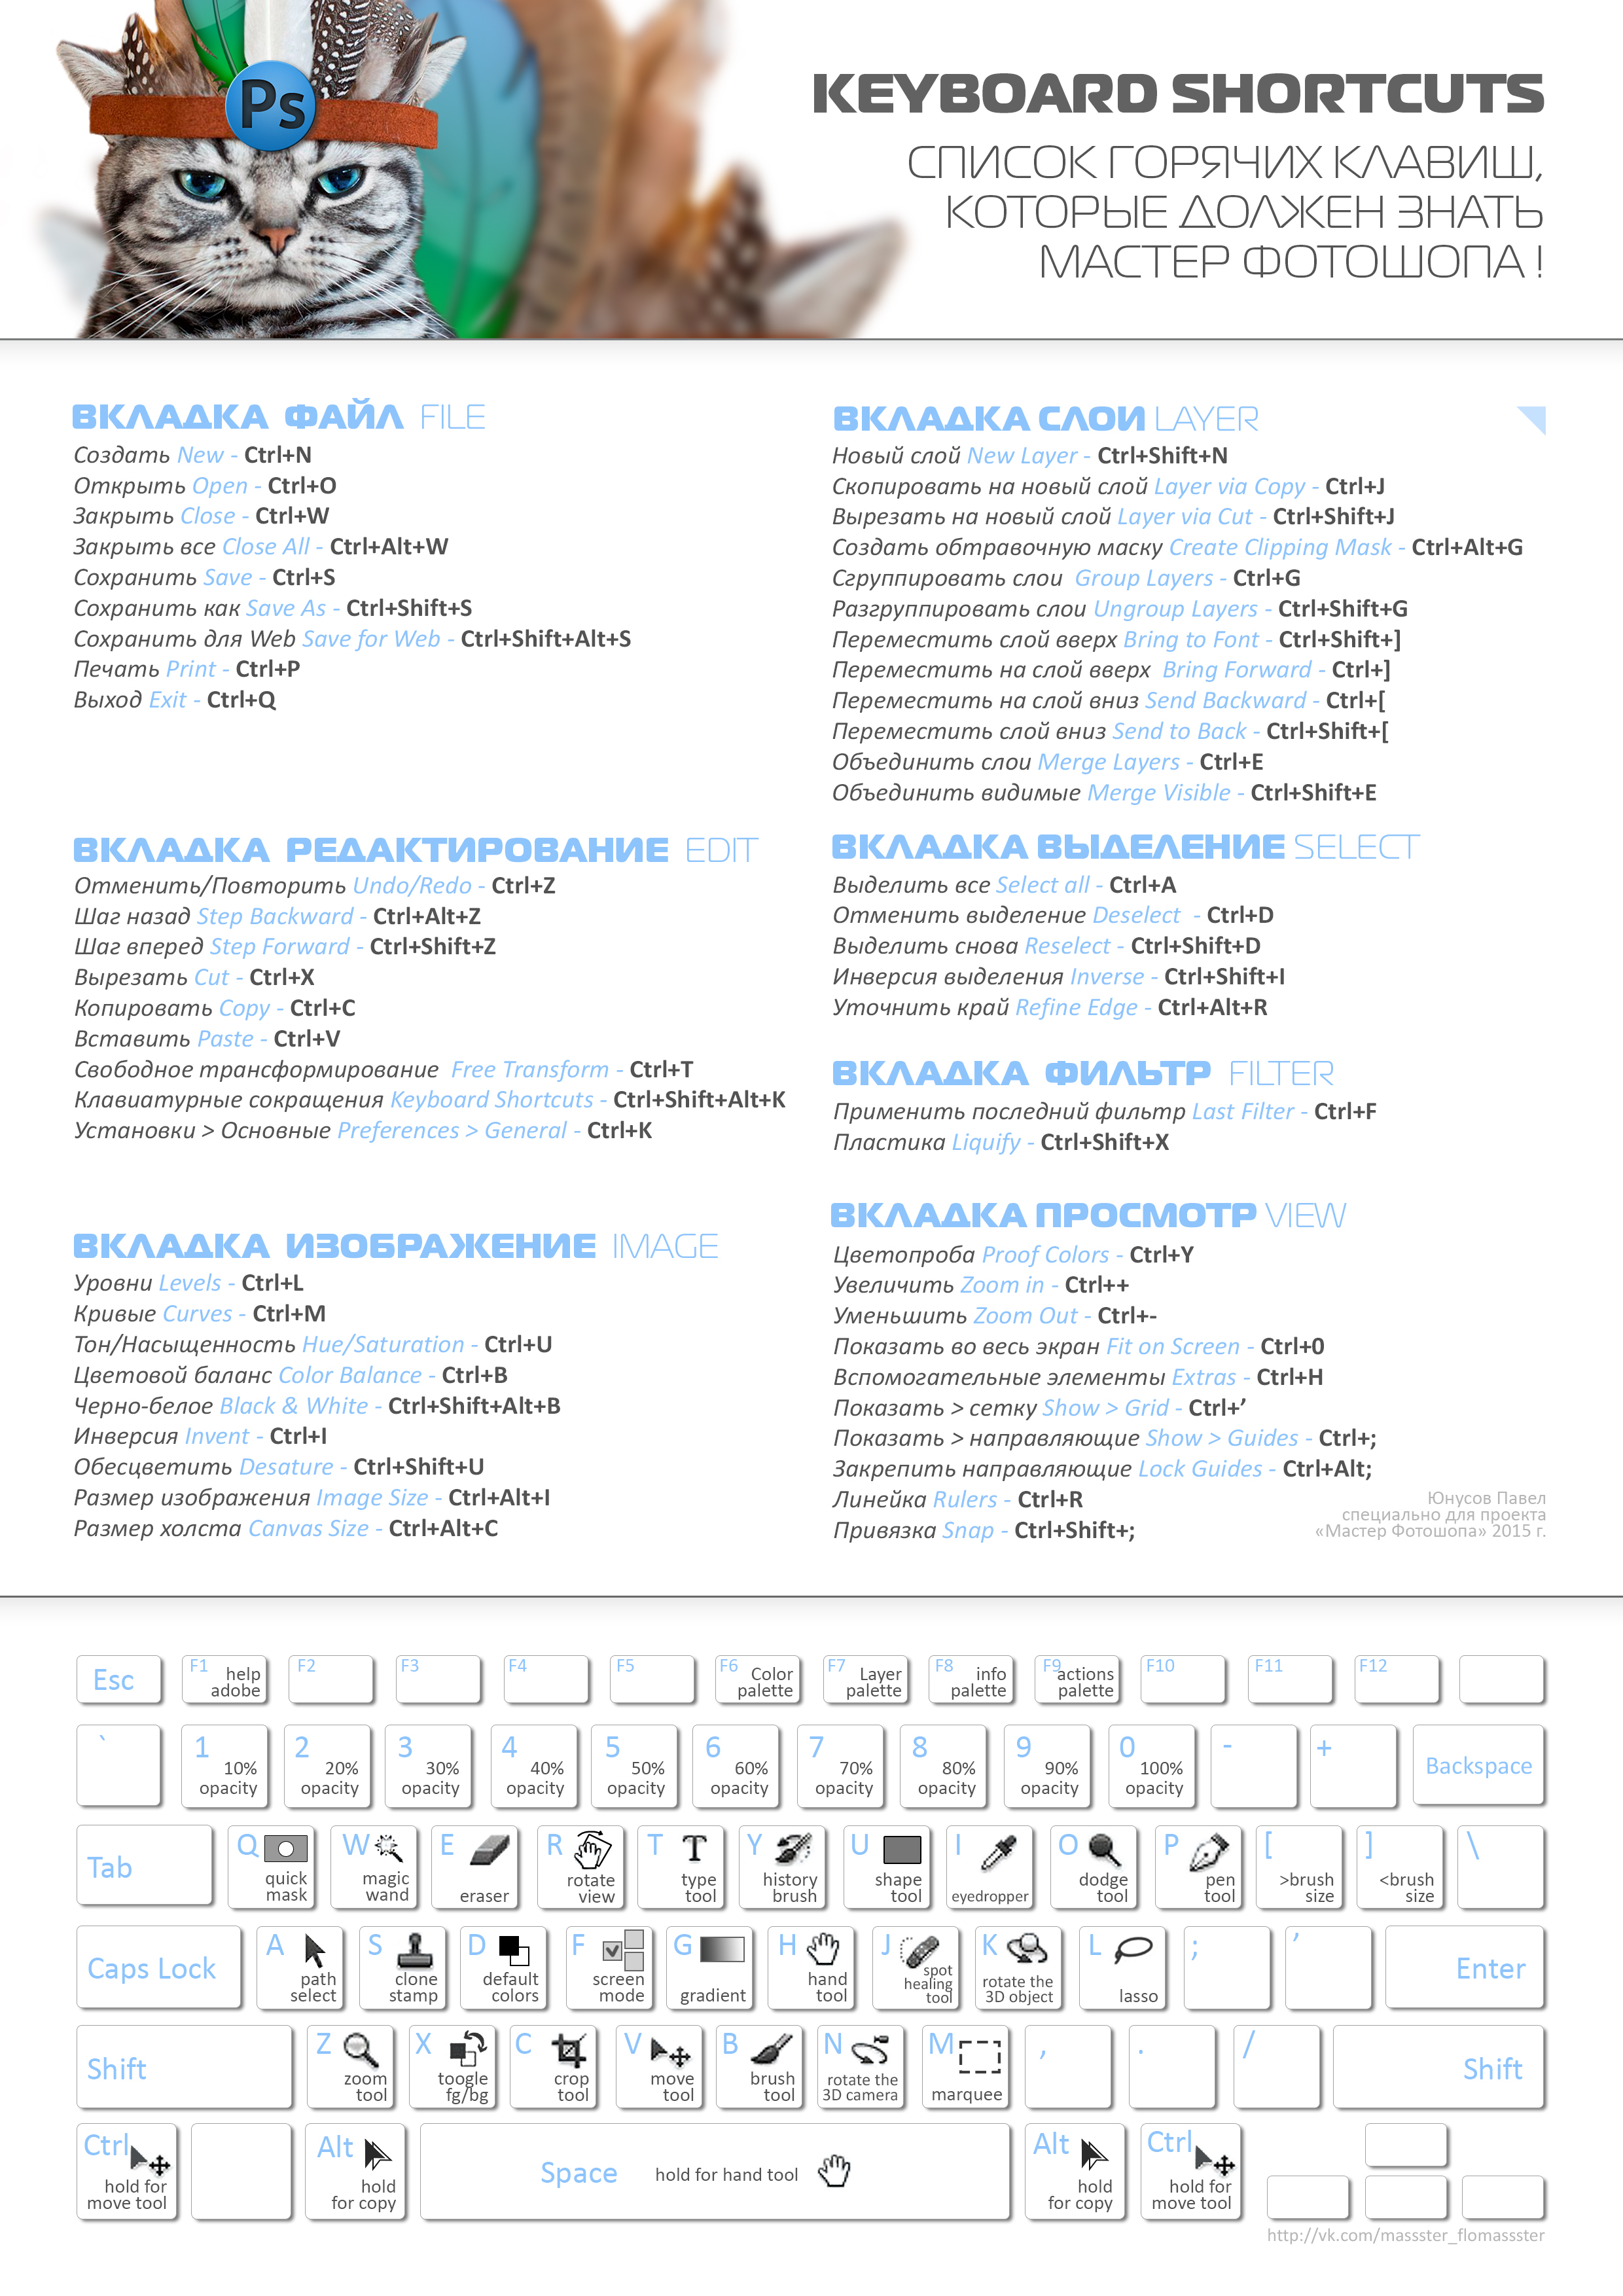 Ps
KEYBOARD SHORTCUTS
СПИСОК ГОРЯЧИХ КЛАВИШ,
КОТОРЫЕ ДОЛЖЕН ЗНАТЬ
МАСТЕР ФОТОШОПА !
ВКЛАДКА ФАЙЛ FILE
Создать New - Ctrl+N
Открыть Open - Ctrl+O
Закрыть Close - Ctrl+W
Закрыть все Close All - Ctrl+Alt+W
Сохранить Save - Ctrl+S
Сохранить как Save As - Ctrl+Shift+S
Сохранить для Web Save for Web - Ctrl+Shift+Alt+S
Печать Print - Ctrl+P
Выход Exit - Ctrl+Q
ВКЛАДКА РЕДАКТИРОВАНИЕ EDIT
Отменить/Повторить Undo/Redo - Ctrl+Z
Шаг назад Step Backward - Ctrl+Alt+Z
Шаг вперед Step Forward - Ctrl+Shift+Z
Вырезать Cut - Ctrl+X
Копировать Copy - Ctrl+C
Вставить Paste - Ctrl+V
Свободное трансформирование Free Transform - Ctrl+T
Клавиатурные сокращения Keyboard Shortcuts - Ctrl+Shift+Alt+K
Установки > Основные Preferences > General - Ctrl+K
ВКЛАДКА ИЗОБРАЖЕНИЕ IMAGE
Уровни Levels - Ctrl+L
Кривые Curves - Ctrl+M
Тон/Насыщенность Hue/Saturation - Ctrl+U
Цветовой баланс Color Balance - Ctrl+B
Черно-белое Black & White - Ctrl+Shift+Alt+B
Инверсия Invent - Ctrl+I
Обесцветить Desature - Ctrl+Shift+U
Размер изображения Image Size - Ctrl+Alt+I
Размер холста Canvas Size - Ctrl+Alt+C
ВКЛАДКА СЛОИ LAYER
Новый слой New Layer - Ctrl+Shift+N
Скопировать на новый слой Layer via Copy - Ctrl+J
Вырезать на новый слой Layer via Cut - Ctrl+Shift+J
Создать обтравочную маску Create Clipping Mask - Ctrl+Alt+G
Сгруппировать слои Group Layers - Ctrl+G
Разгруппировать слои Ungroup Layers - Ctrl+Shift+G
Переместить слой вверх Bring to Font - Ctrl+Shift+]
Переместить на слой вверх Bring Forward - Ctrl+]
Переместить на слой вниз Send Backward - Ctrl+[
Переместить слой вниз Send to Back - Ctrl+Shift+[
Объединить слои Merge Layers - Ctrl+E
Объединить видимые Merge Visible - Ctrl+Shift+E
ВКЛАДКА ВЫДЕЛЕНИЕ SELECT
Выделить все Select all - Ctrl+A
Отменить выделение Deselect - Ctrl+D
Выделить снова Reselect - Ctrl+Shift+D
Инверсия выделения Inverse - Ctrl+Shift+I
Уточнить край Refine Edge - Ctrl+Alt+R
ВКЛАДКА ФИЛЬТР FILTER
Применить последний фильтр Last Filter - Ctrl+F
Пластика Liquify - Ctrl+Shift+X
ВКЛАДКА ПРОСМОТР VIEW
Цветопроба Proof Colors - Ctrl+Y
Увеличить Zoom in - Ctrl++
Уменьшить Zoom Out - Ctrl+-
Показать во весь экран Fit on Screen - Ctrl+0
Вспомогательные элементы Extras - Ctrl+H
Показать > сетку Show > Grid - Ctrl+’
Показать > направляющие Show > Guides - Ctrl+;
Закрепить направляющие Lock Guides - Ctrl+Alt;
Линейка Rulers - Ctrl+R
Привязка Snap - Ctrl+Shift+;
Юнусов Павел
специально для проекта
«Мастер Фотошопа» 2015 г.
Esc
F1 help
adobe
F2
F3
F4
F5
F6 Color
palette
F7 Layer
palette
F8 info
palette
F9 actions
palette
F10
F11
F12
`
1 10%
opacity
2 20%
opacity
3 30%
opacity
4 40%
opacity
5 50%
opacity
6 60%
opacity
7 70%
opacity
8 80%
opacity
9 90%
opacity
0 100%
opacity
-
+
Backspace
Tab
Q
quick
mask
W
magic
wand
E
eraser
R
rotate
view
T T
type
tool
Y
history
brush
U
shape
tool
I
eyedropper
O
dodge
tool
P
pen
tool
[
>brush
size
]
<brush
size
\
Caps Lock
A
path
select
S
clone
stamp
D
default
colors
F
screen
mode
G
gradient
H
hand
tool
J
spot
healing
tool
K
rotate the
3D object
L
lasso
;
’
Enter
Shift
Z
zoom
tool
X
toogle
fg/bg
C
crop
tool
V
move
tool
B
brush
tool
N
rotate the
3D camera
M
marquee
,
.
/
Shift
Ctrl
hold for
move tool
Alt
hold
for copy
Space hold for hand tool
Alt
hold
for copy
Ctrl
hold for
move tool
http://vk.com/massster_flomassster